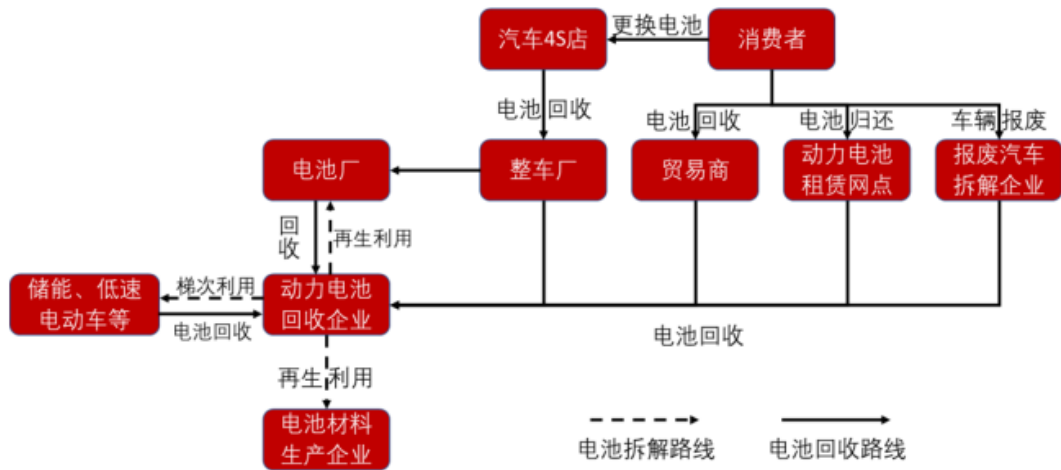 汽车4S店
更换电池
消费者
电池 回收
电池 回收
电池 归还
车辆 报废
电池厂
整车厂
贸易商
动力电池
租赁网点
报废汽车
拆解企业
回
收
再生利用
储能、低速
电动车等
梯次利用
电池回收
动力电池
回收企业
电池回收
再生 利用
电池材料
生产企业
电池拆解路线
电池回收路线